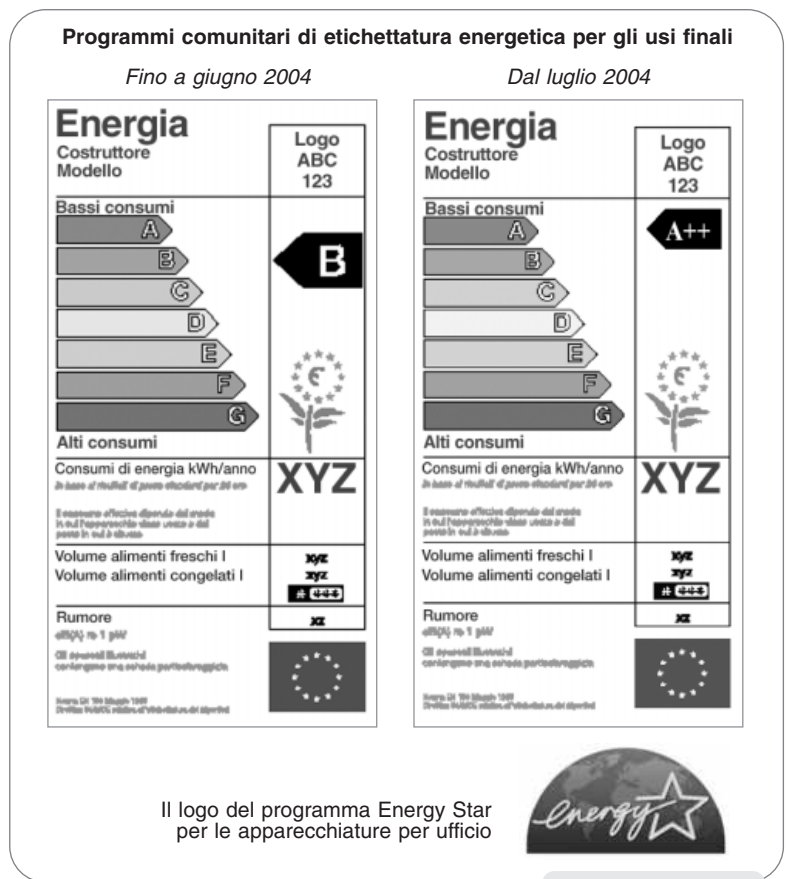 Programmi comunitari di etichettatura energetica per gli usi finali
Fino a giugno 2004
Energia
Costruttore
Modello
Logo
ABC
123
Bassi consumi
A
B
C
D
E
F
G
B
Alti consumi
Consumi di energia kWh/anno
XYZ
Volume alimenti freschi l
xyz
Volume alimenti congelati l
xyz
Rumore
xz
Dal luglio 2004
Energia
Costruttore
Modello
Logo
ABC
123
Bassi consumi
A++
A
B
C
D
E
F
G
Alti consumi
Consumi di energia kWh/anno
XYZ
Volume alimenti freschi l
xyz
Volume alimenti congelati l
xyz
Rumore
xz
Il logo del programma Energy Star
per le apparecchiature per ufficio
energy